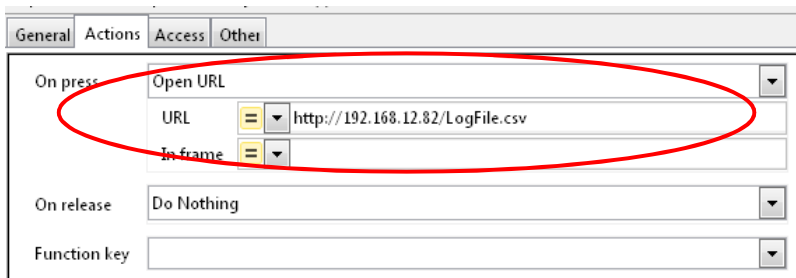 General Actions Access Other
On press Open URL
URL = http://192.168.12.82/LogFile.csv
In frame =
On release Do Nothing
Function key